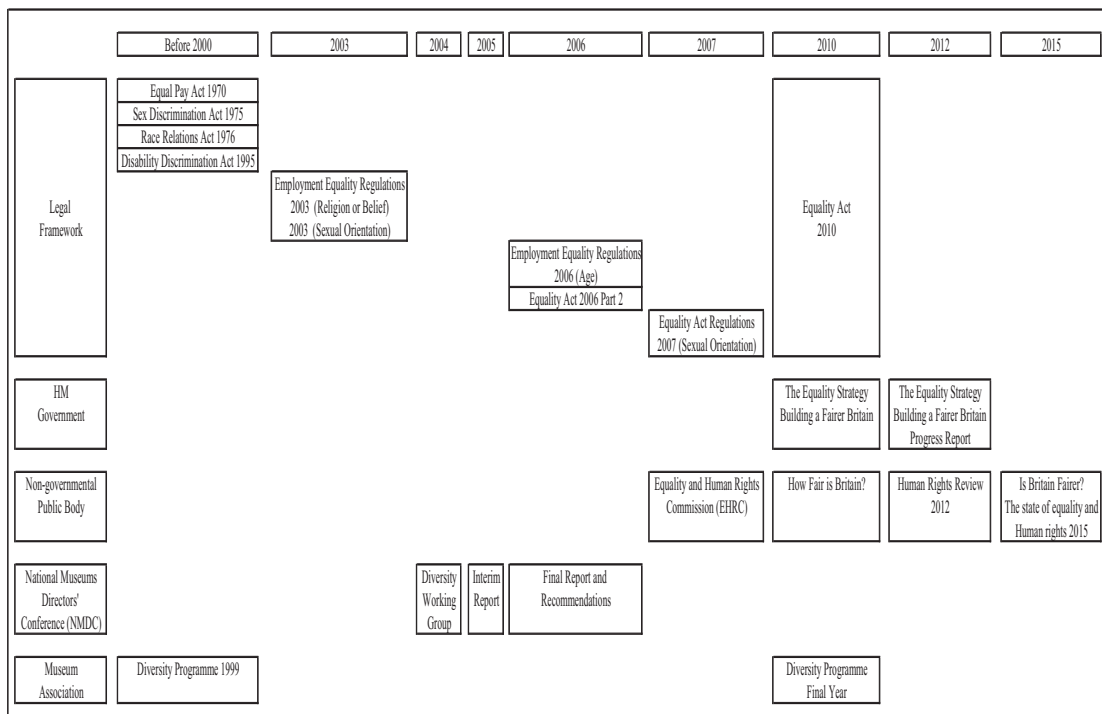 Before 2000
2003
2004
2005
2006
2007
2010
2012
2015
Legal
Framework
Equal Pay Act 1970
Sex Discrimination Act 1975
Race Relations Act 1976
Disability Discrimination Act 1995
Employment Equality Regulations
2003 (Religion or Belief)
2003 (Sexual Orientation)
Employment Equality Regulations
2006 (Age)
Equality Act 2006 Part 2
Equality Act Regulations
2007 (Sexual Orientation)
Equality Act
2010
HM
Government
The Equality Strategy
Building a Fairer Britain
The Equality Strategy
Building a Fairer Britain
Progress Report
Non-governmental
Public Body
Equality and Human Rights
Commission (EHRC)
How Fair is Britain?
Human Rights Review
2012
Is Britain Fairer?
The state of equality and
Human rights 2015
National Museums
Directors'
Conference (NMDC)
Diversity
Working
Group
Interim
Report
Final Report and
Recommendations
Museum
Association
Diversity Programme 1999
Diversity Programme
Final Year